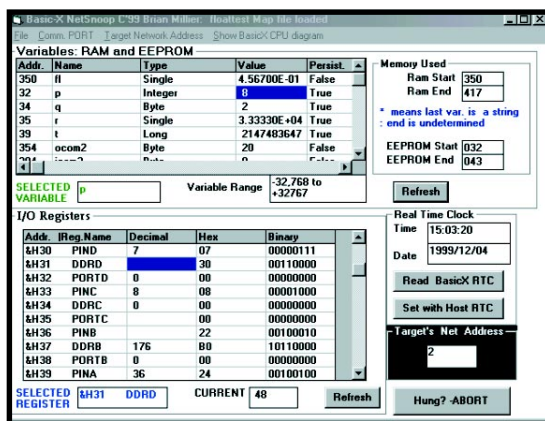 Basic-X NetSnoop C'99 Brian Miller: floattest Map file loaded
File Comm. PORT Target Network Address Show BasicX CPU diagram
Variables: RAM and EEPROM
Addr. Name Type Value Persist.
350 fl Single 4.56700E-01 False
32 p Integer 8 True
34 q Byte 2 True
35 r Single 3.33330E+04 True
39 t Long 2147483647 True
354 ocom2 Byte 20 False
SELECTED VARIABLE p
Variable Range -32,768 to +32767
Memory Used
Ram Start 350
Ram End 417
* means last var. is a string
: end is undetermined
EEPROM Start 032
EEPROM End 043
Refresh
I/O Registers
Addr. Reg.Name Decimal Hex Binary
&H30 PIND 7 07 00000111
&H31 DDRD 30 00110000
&H32 PORTD 0 00 00000000
&H33 PINC 8 08 00001000
&H34 DDRC 0 00 00000000
&H35 PORTC 00 00000000
&H36 PINB 22 00100010
&H37 DDRB 176 B0 10110000
&H38 PORTB 0 00 00000000
&H39 PINA 36 24 00100100
SELECTED REGISTER &H31 DDRD
CURRENT 48
Refresh
Real Time Clock
Time 15:03:20
Date 1999/12/04
Read BasicX RTC
Set with Host RTC
Target's Net Address
2
Hung? -ABORT